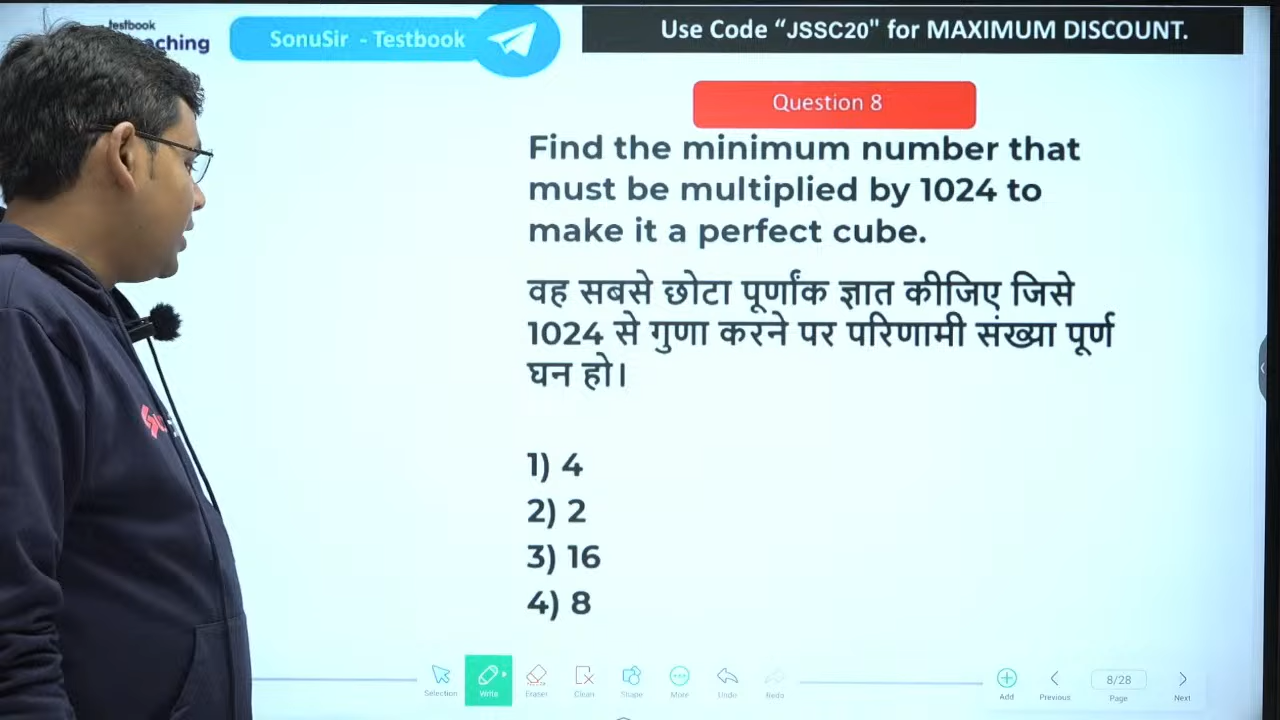 testbook
ching
SonuSir - Testbook
Use Code “JSSC20" for MAXIMUM DISCOUNT.
Question 8
Find the minimum number that
must be multiplied by 1024 to
make it a perfect cube.
वह सबसे छोटा पूर्णांक ज्ञात कीजिए जिसे
1024 से गुणा करने पर परिणामी संख्या पूर्ण
घन हो।
1) 4
2) 2
3) 16
4) 8
Selection Write Eraser Clean Shape More Undo Redo
Add Previous 8/28 Page Next